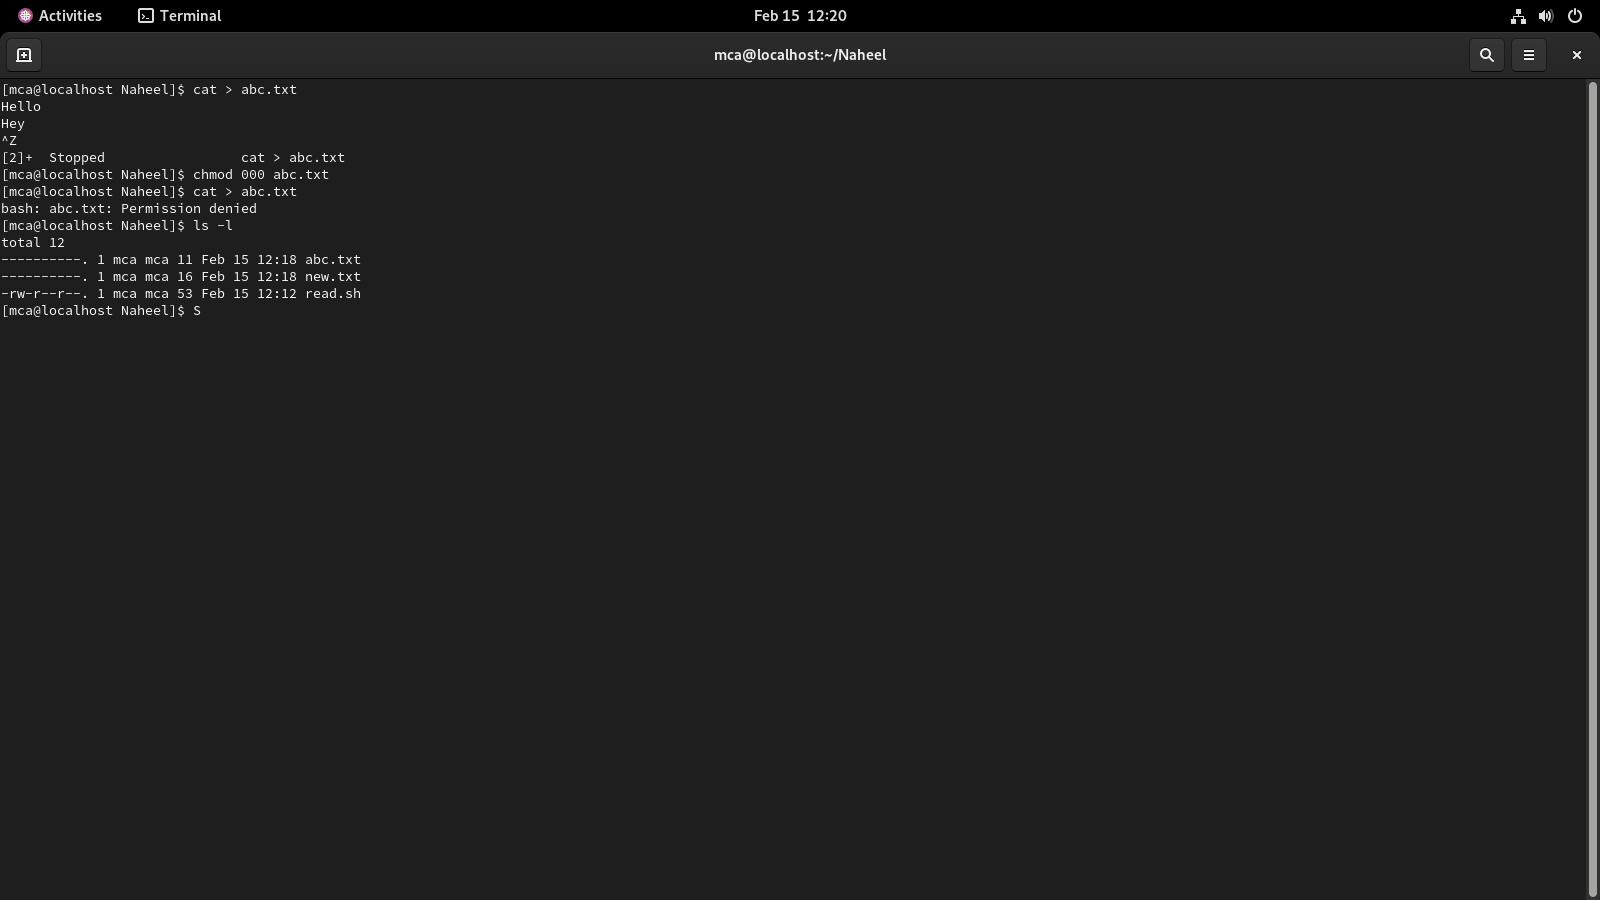 Activities Terminal Feb 15 12:20
mca@localhost:~/Naheel
[mca@localhost Naheel]$ cat > abc.txt
Hello
Hey
^Z
[2]+  Stopped                 cat > abc.txt
[mca@localhost Naheel]$ chmod 000 abc.txt
[mca@localhost Naheel]$ cat > abc.txt
bash: abc.txt: Permission denied
[mca@localhost Naheel]$ ls -l
total 12
----------. 1 mca mca 11 Feb 15 12:18 abc.txt
----------. 1 mca mca 16 Feb 15 12:18 new.txt
-rw-r--r--. 1 mca mca 53 Feb 15 12:12 read.sh
[mca@localhost Naheel]$ S